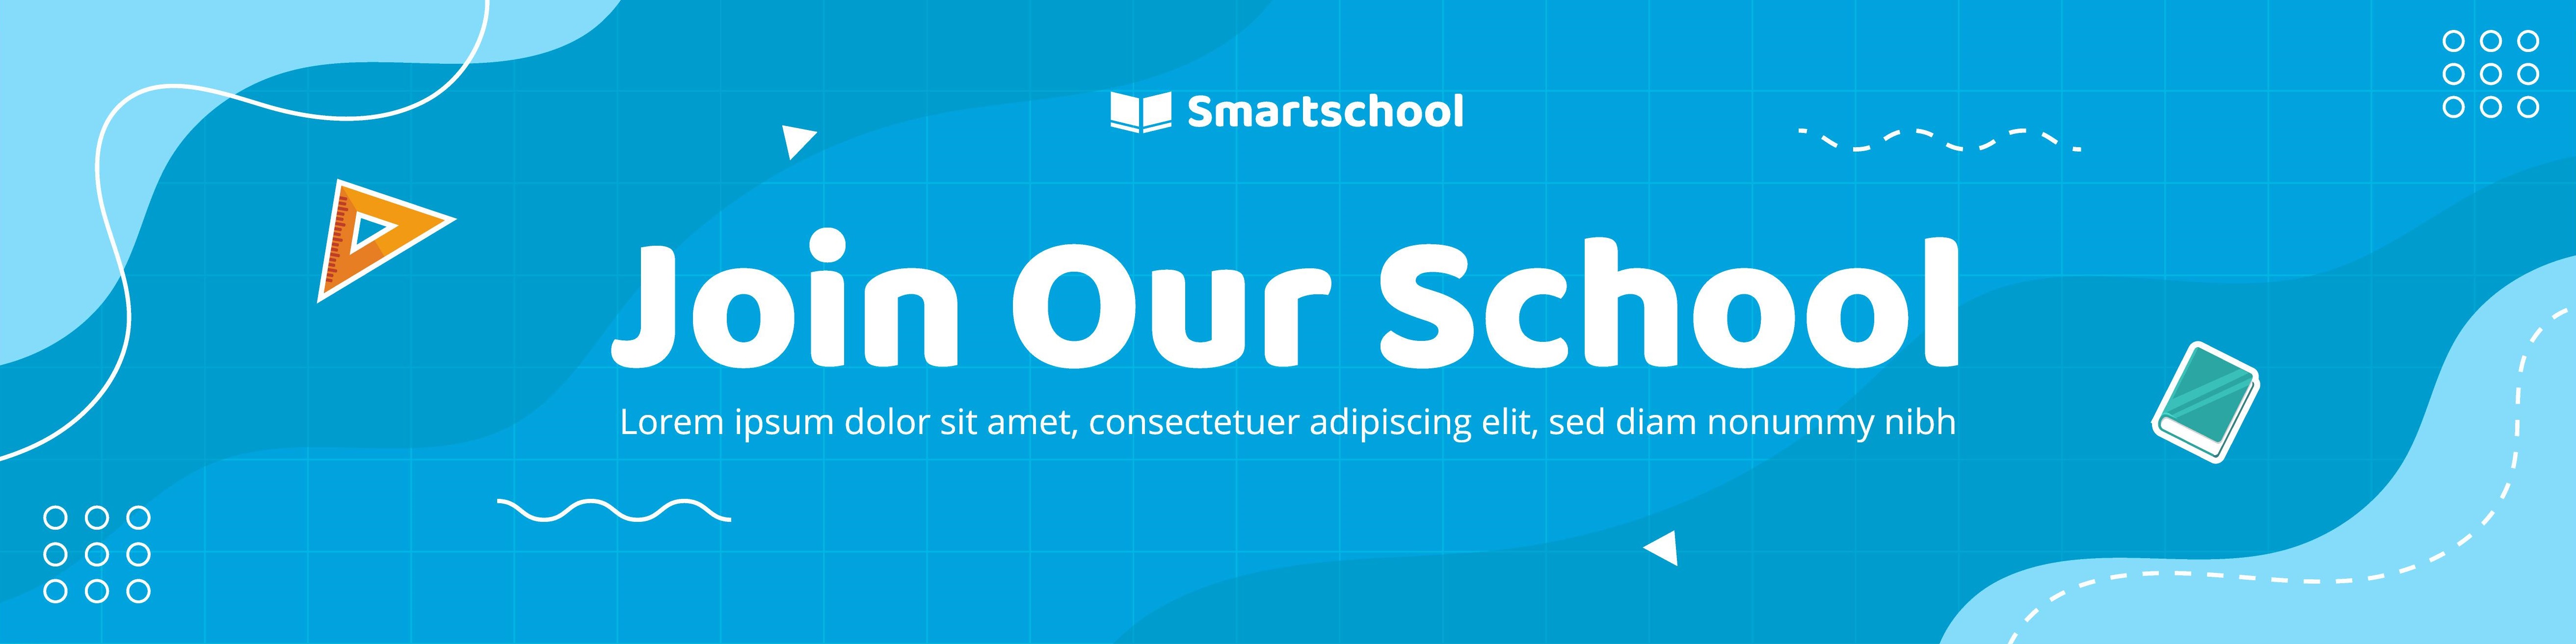 Smartschool
Join Our School
Lorem ipsum dolor sit amet, consectetuer adipiscing elit, sed diam nonummy nibh